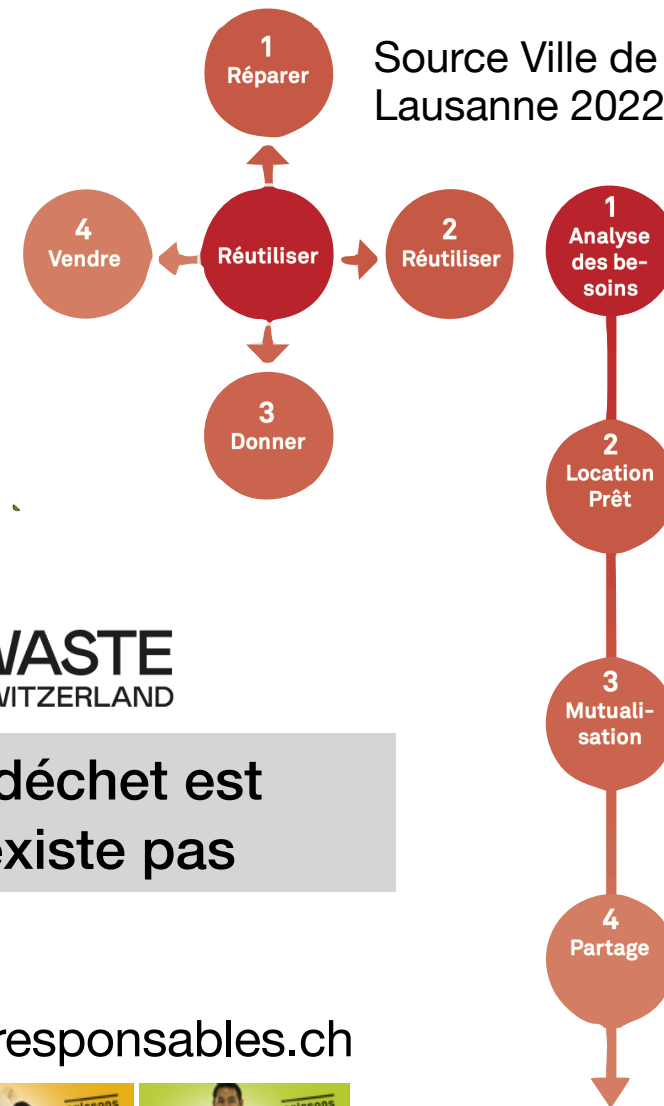 1
Réparer
Source Ville de
Lausanne 2022
4
Vendre
Réutiliser
2
Réutiliser
3
Donner
1
Analyse
des be-
soins
2
Location
Prêt
3
Mutuali-
sation
4
Partage
WASTE
WITZERLAND
déchet est
existe pas
responsables.ch